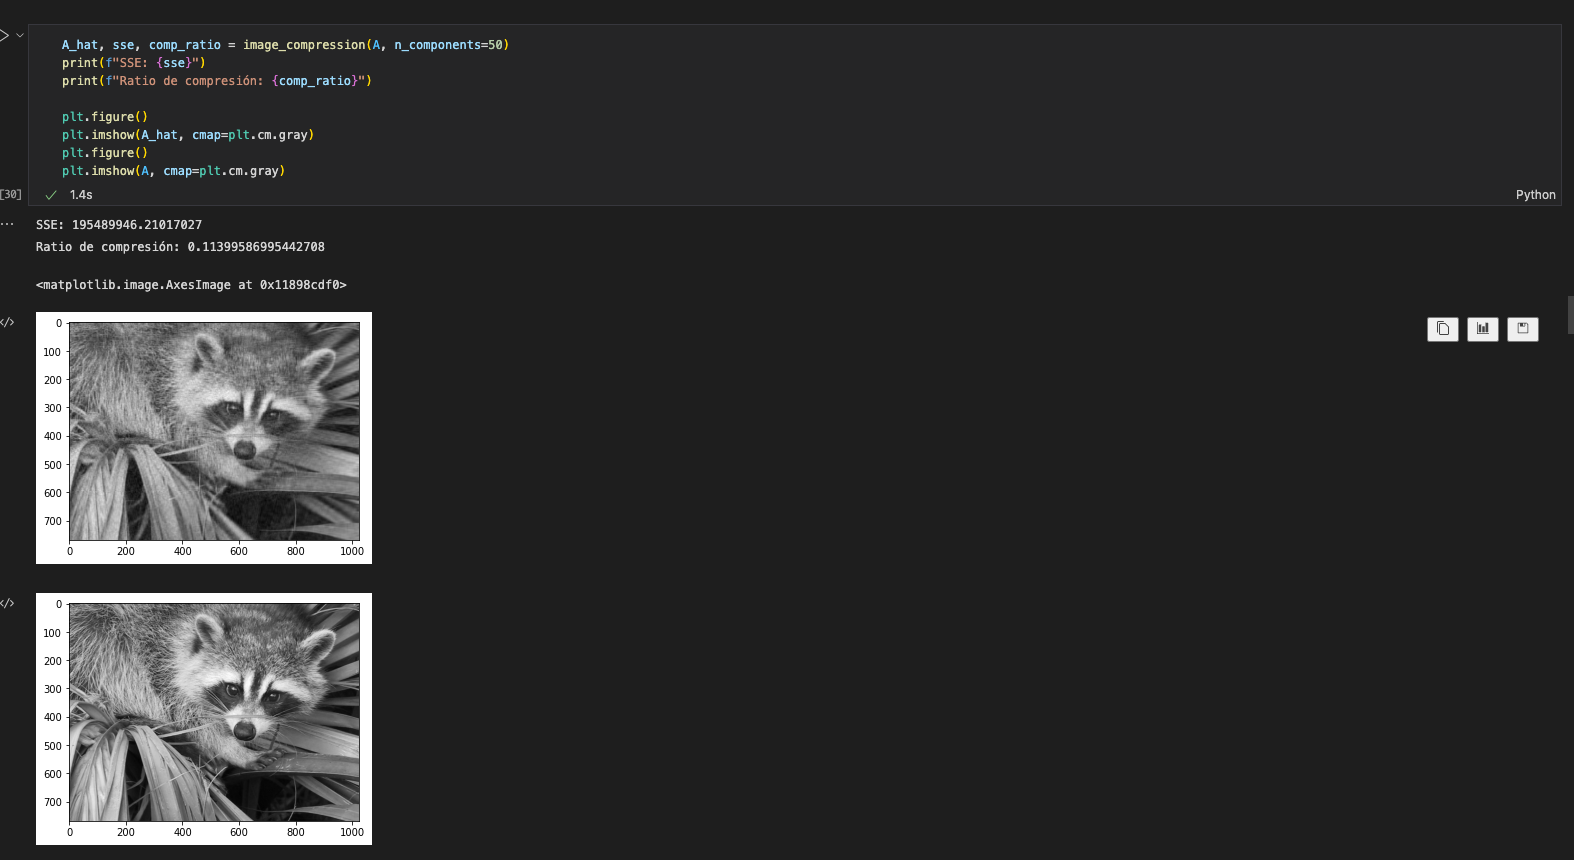 A_hat, sse, comp_ratio = image_compression(A, n_components=50)
print(f"SSE: {sse}")
print(f"Ratio de compresión: {comp_ratio}")
plt.figure()
plt.imshow(A_hat, cmap=plt.cm.gray)
plt.figure()
plt.imshow(A, cmap=plt.cm.gray)
[30]
1.4s
Python
...
SSE: 195489946.21017027
Ratio de compresión: 0.11399586995442708
<matplotlib.image.AxesImage at 0x11898cdf0>
</>
0
100
200
300
400
500
600
700
0 200 400 600 800 1000
</>
0
100
200
300
400
500
600
700
0 200 400 600 800 1000